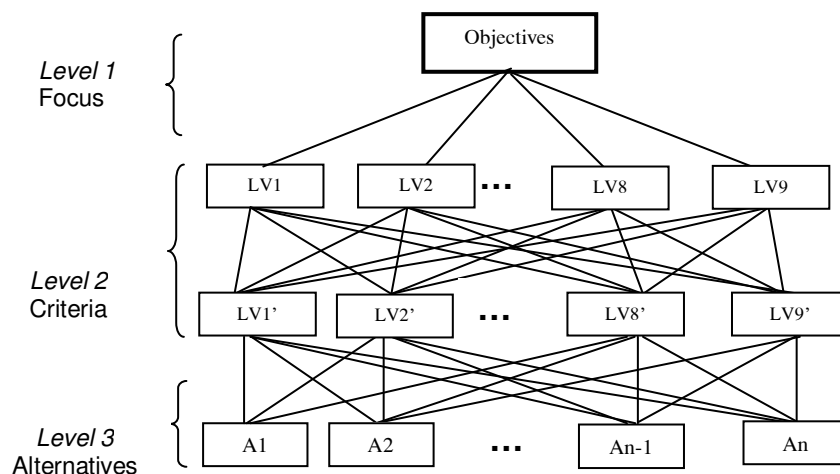 Objectives
Level 1
Focus
LV1 LV2 ... LV8 LV9
Level 2
Criteria
LV1’ LV2’ ... LV8’ LV9’
Level 3
Alternatives
A1 A2 ... An-1 An